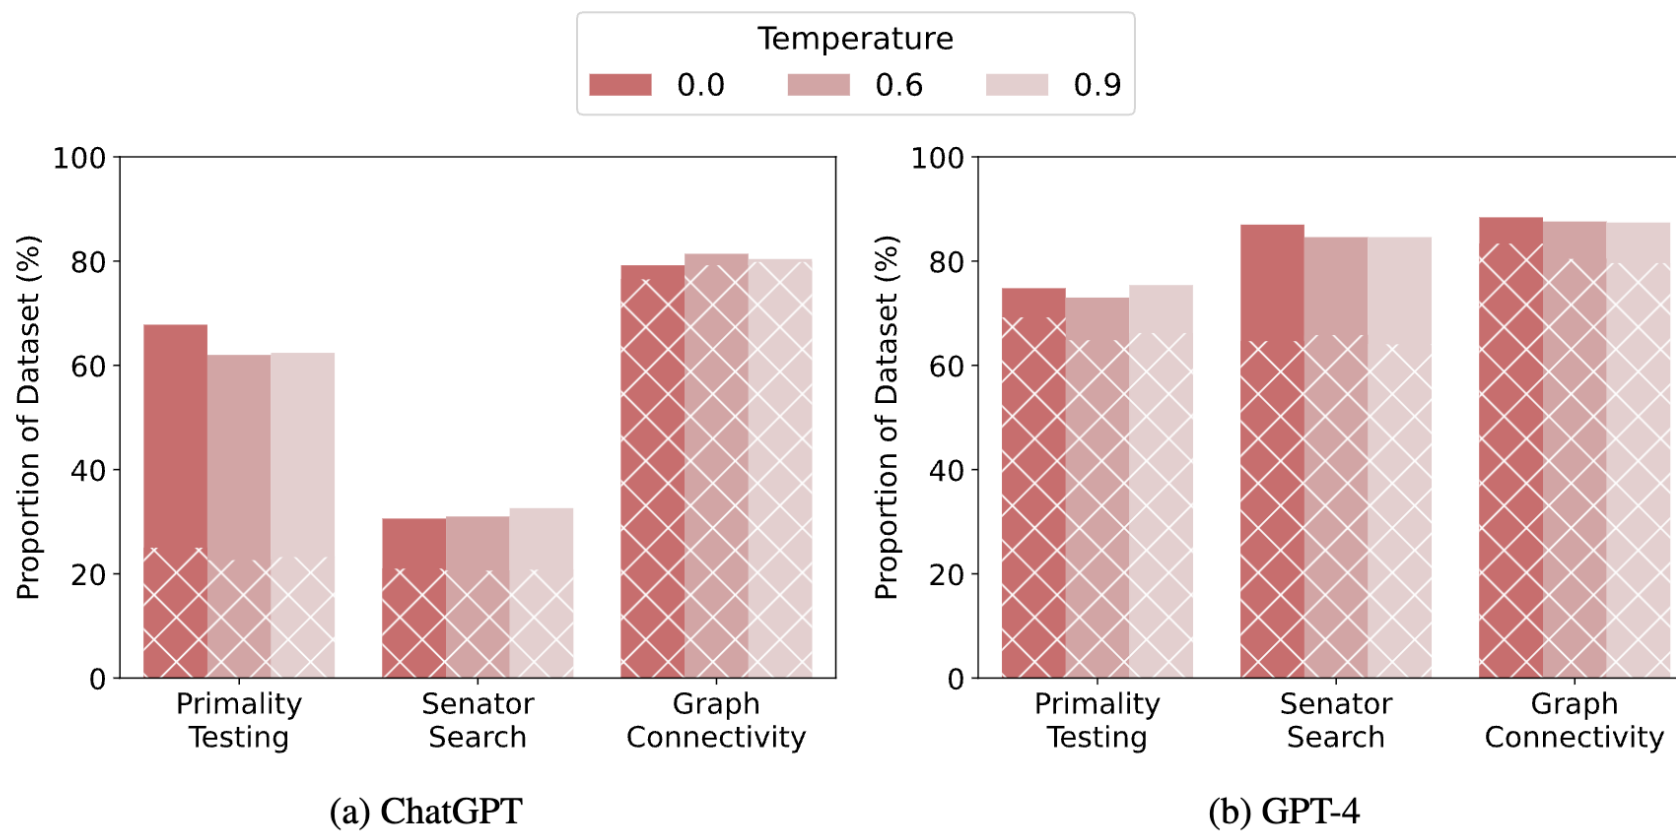 Temperature
0.0 0.6 0.9
Proportion of Dataset (%)
100
80
60
40
20
0
Primality Testing
Senator Search
Graph Connectivity
(a) ChatGPT
Proportion of Dataset (%)
100
80
60
40
20
0
Primality Testing
Senator Search
Graph Connectivity
(b) GPT-4